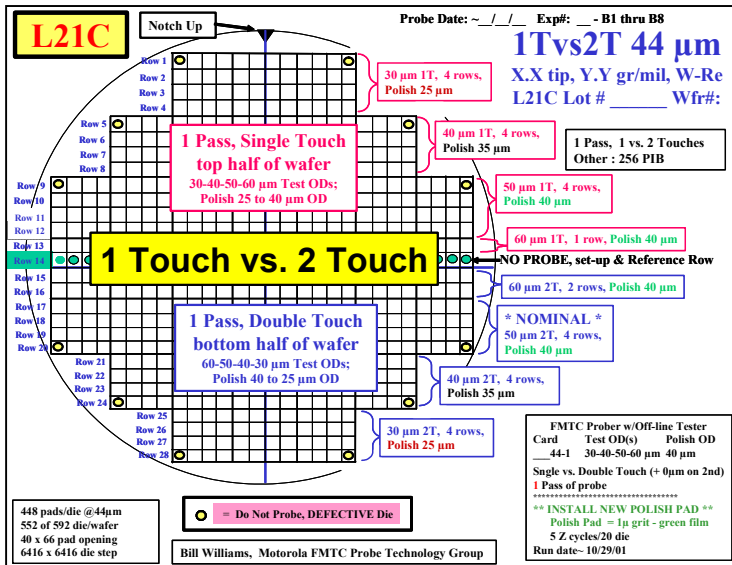 L21C
Notch Up
Probe Date: ~__/__/__ Exp#: __ - B1 thru B8
1Tvs2T 44 µm
X.X tip, Y.Y gr/mil, W-Re
L21C Lot # ______ Wfr#:
Row 1
Row 2
Row 3
Row 4
30 µm 1T, 4 rows,
Polish 25 µm
Row 5
Row 6
Row 7
Row 8
40 µm 1T, 4 rows,
Polish 35 µm
1 Pass, 1 vs. 2 Touches
Other : 256 PIB
1 Pass, Single Touch
top half of wafer
30-40-50-60 µm Test ODs;
Polish 25 to 40 µm OD
Row 9
Row 10
Row 11
Row 12
50 µm 1T, 4 rows,
Polish 40 µm
Row 13
60 µm 1T, 1 row, Polish 40 µm
Row 14
1 Touch vs. 2 Touch
NO PROBE, set-up & Reference Row
Row 15
Row 16
60 µm 2T, 2 rows, Polish 40 µm
Row 17
Row 18
Row 19
Row 20
* NOMINAL *
50 µm 2T, 4 rows,
Polish 40 µm
1 Pass, Double Touch
bottom half of wafer
60-50-40-30 µm Test ODs;
Polish 40 to 25 µm OD
Row 21
Row 22
Row 23
Row 24
40 µm 2T, 4 rows,
Polish 35 µm
Row 25
Row 26
Row 27
Row 28
30 µm 2T, 4 rows,
Polish 25 µm
FMTC Prober w/Off-line Tester
Card Test OD(s) Polish OD
___44-1 30-40-50-60 µm 40 µm
Sngle vs. Double Touch (+ 0µm on 2nd)
1 Pass of probe
**********************************
** INSTALL NEW POLISH PAD **
Polish Pad = 1µ grit - green film
5 Z cycles/20 die
Run date~ 10/29/01
448 pads/die @44µm
552 of 592 die/wafer
40 x 66 pad opening
6416 x 6416 die step
= Do Not Probe, DEFECTIVE Die
Bill Williams, Motorola FMTC Probe Technology Group